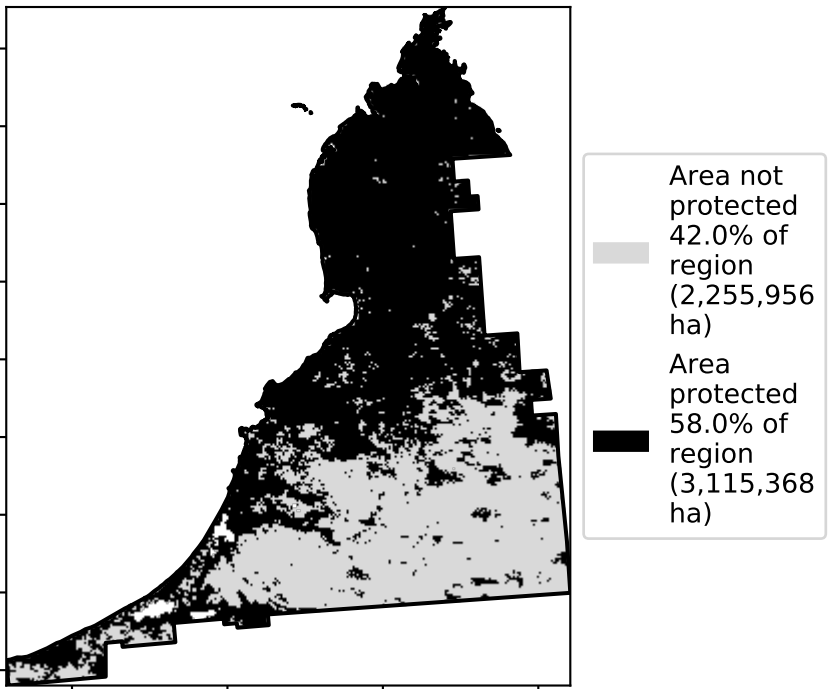 Area not
protected
42.0% of
region
(2,255,956
ha)
Area
protected
58.0% of
region
(3,115,368
ha)